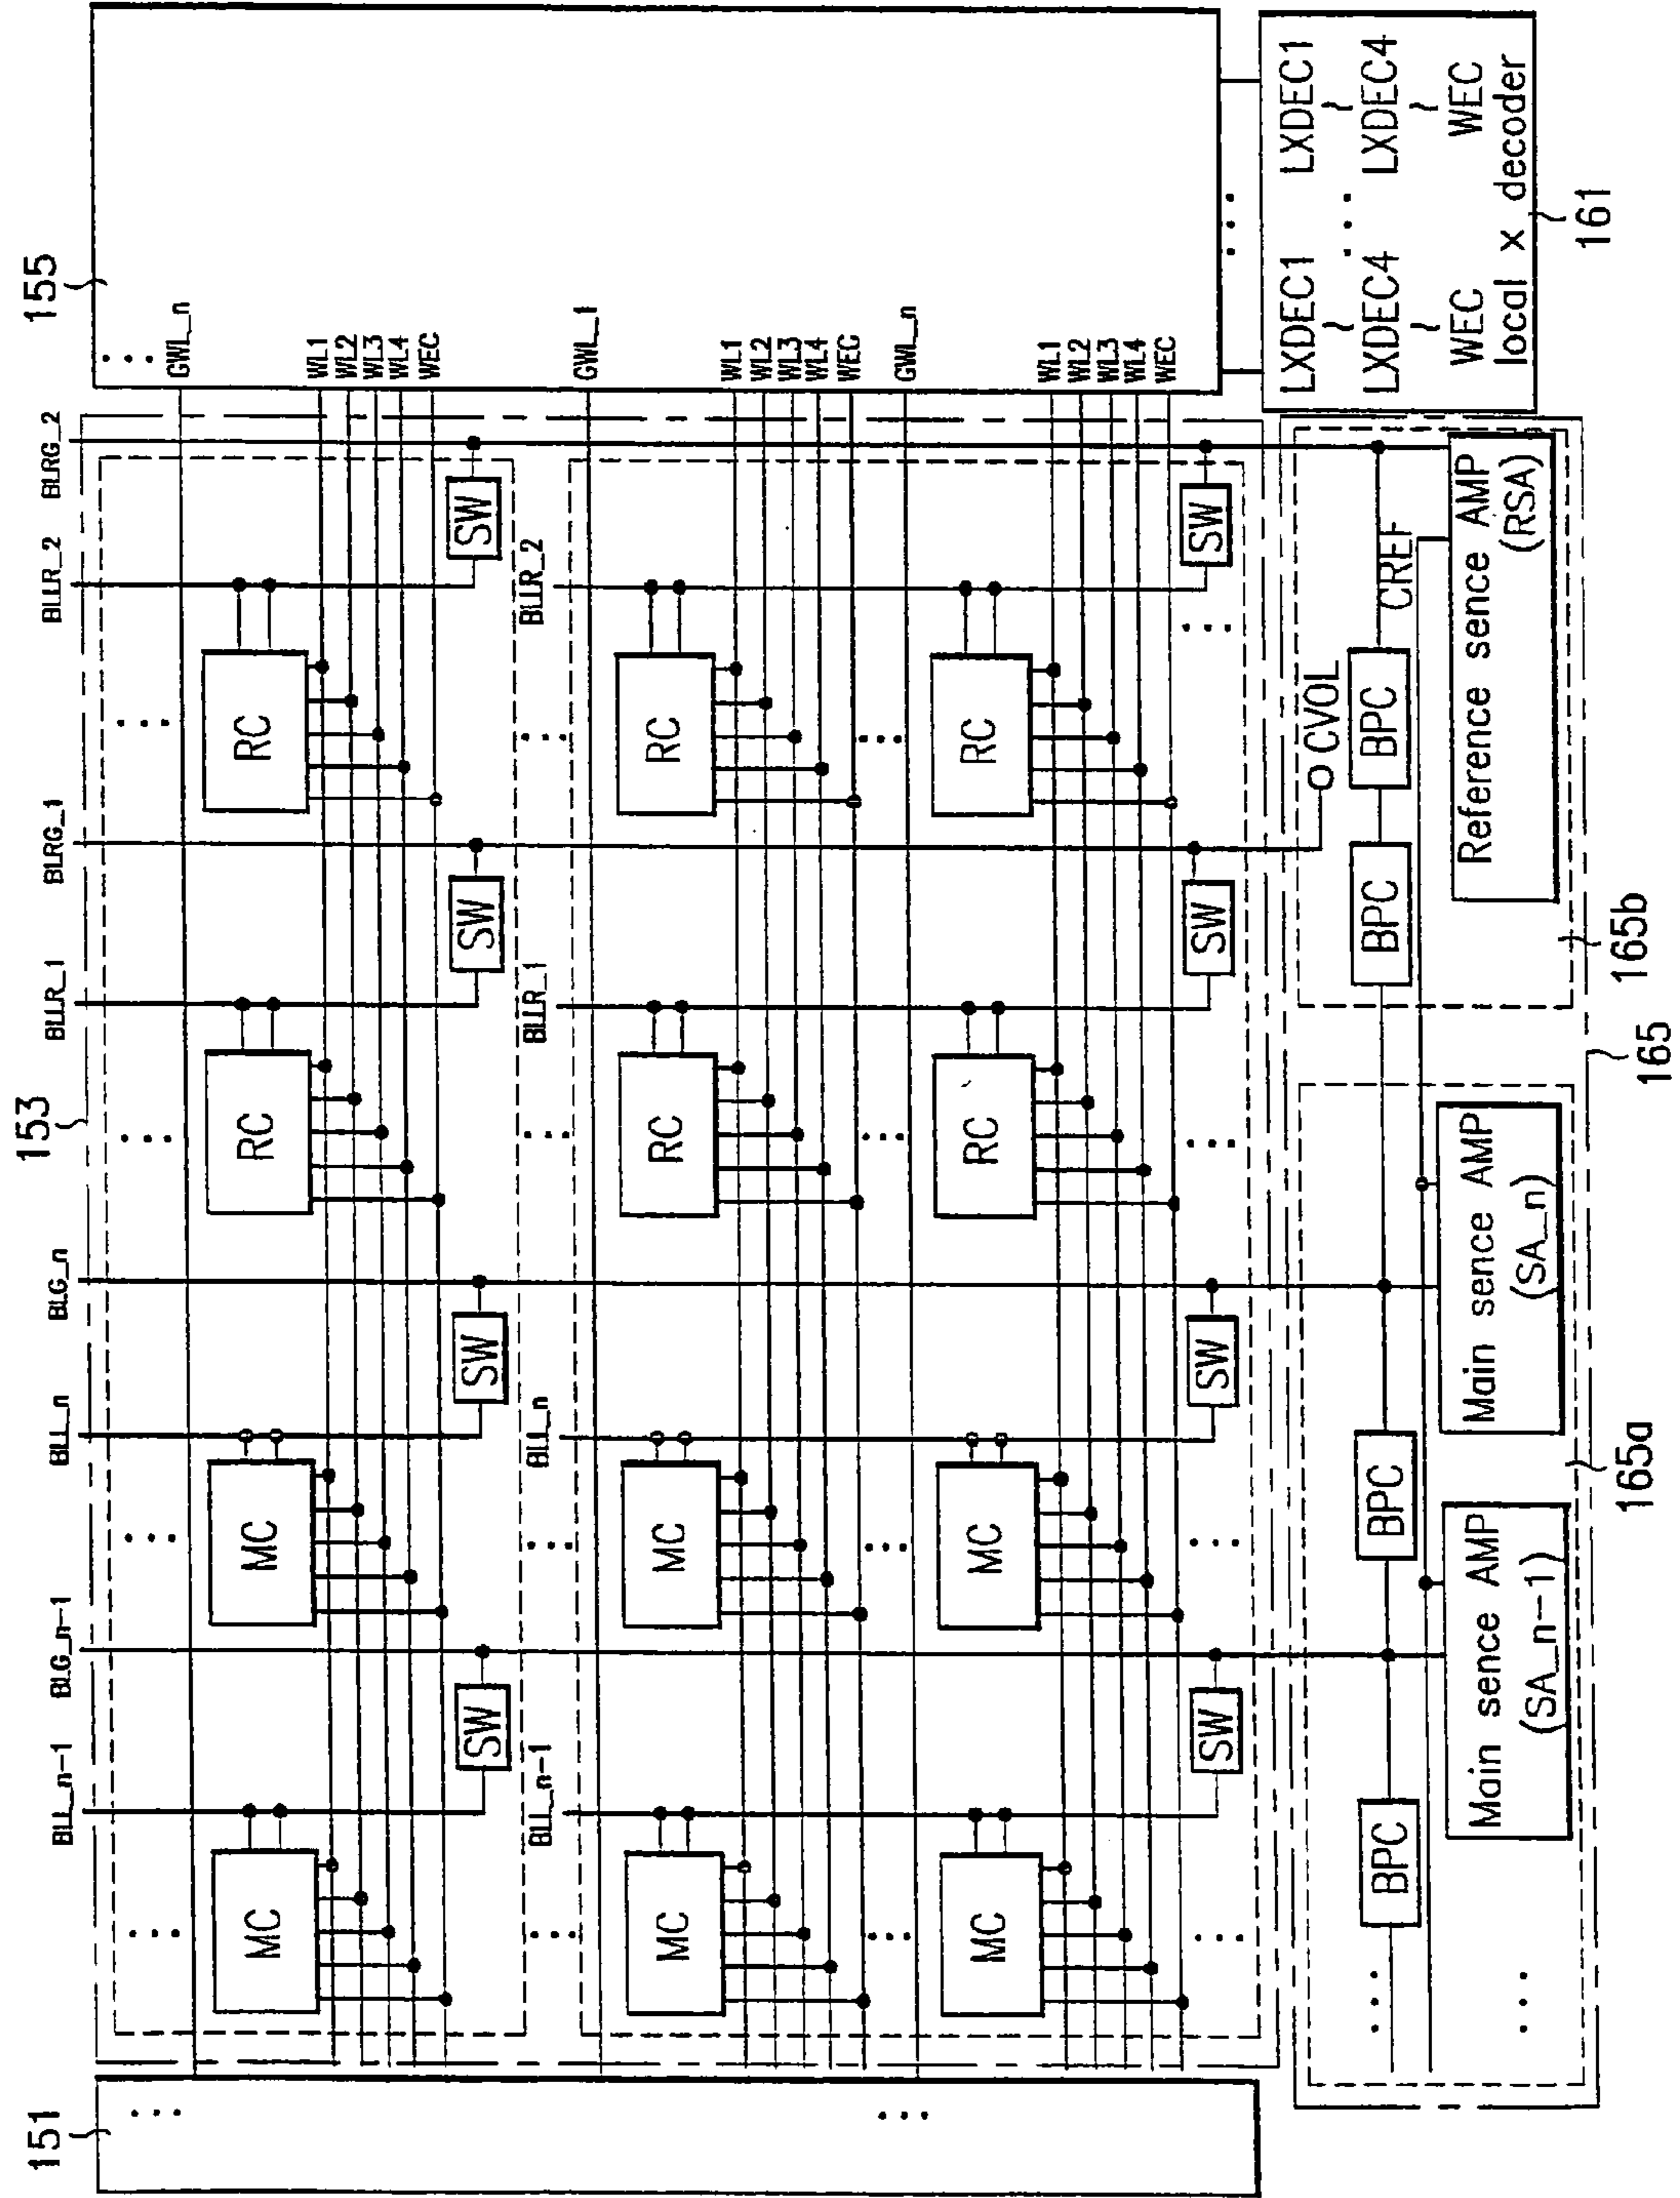 151
153
155
BLL_n-1
BLG_n-1
BLL_n
BLG_n
BLLR_1
BLRG_1
BLLR_2
BLRG_2
...
... ... ... ... ...
GWL_n
MC MC RC RC
WL1
WL2
WL3
WL4
WEC
SW SW SW SW
BLL_n-1
BLL_n
BLLR_1
BLLR_2
... ... ... ...
GWL_1
MC MC RC RC
WL1
WL2
WL3
WL4
WEC
... ... ... ... ...
GWL_n
MC MC RC RC
WL1
WL2
WL3
WL4
WEC
... ... ... ...
SW SW SW SW
...
CVOL
... BPC BPC BPC BPC
CREF
Main sence AMP
(SA_n-1)
Main sence AMP
(SA_n)
Reference sence AMP
(RSA)
...
LXDEC1 LXDEC1
~ ~
LXDEC4 ... LXDEC4
~ ~
WEC WEC
local x decoder
165a
165
165b
161